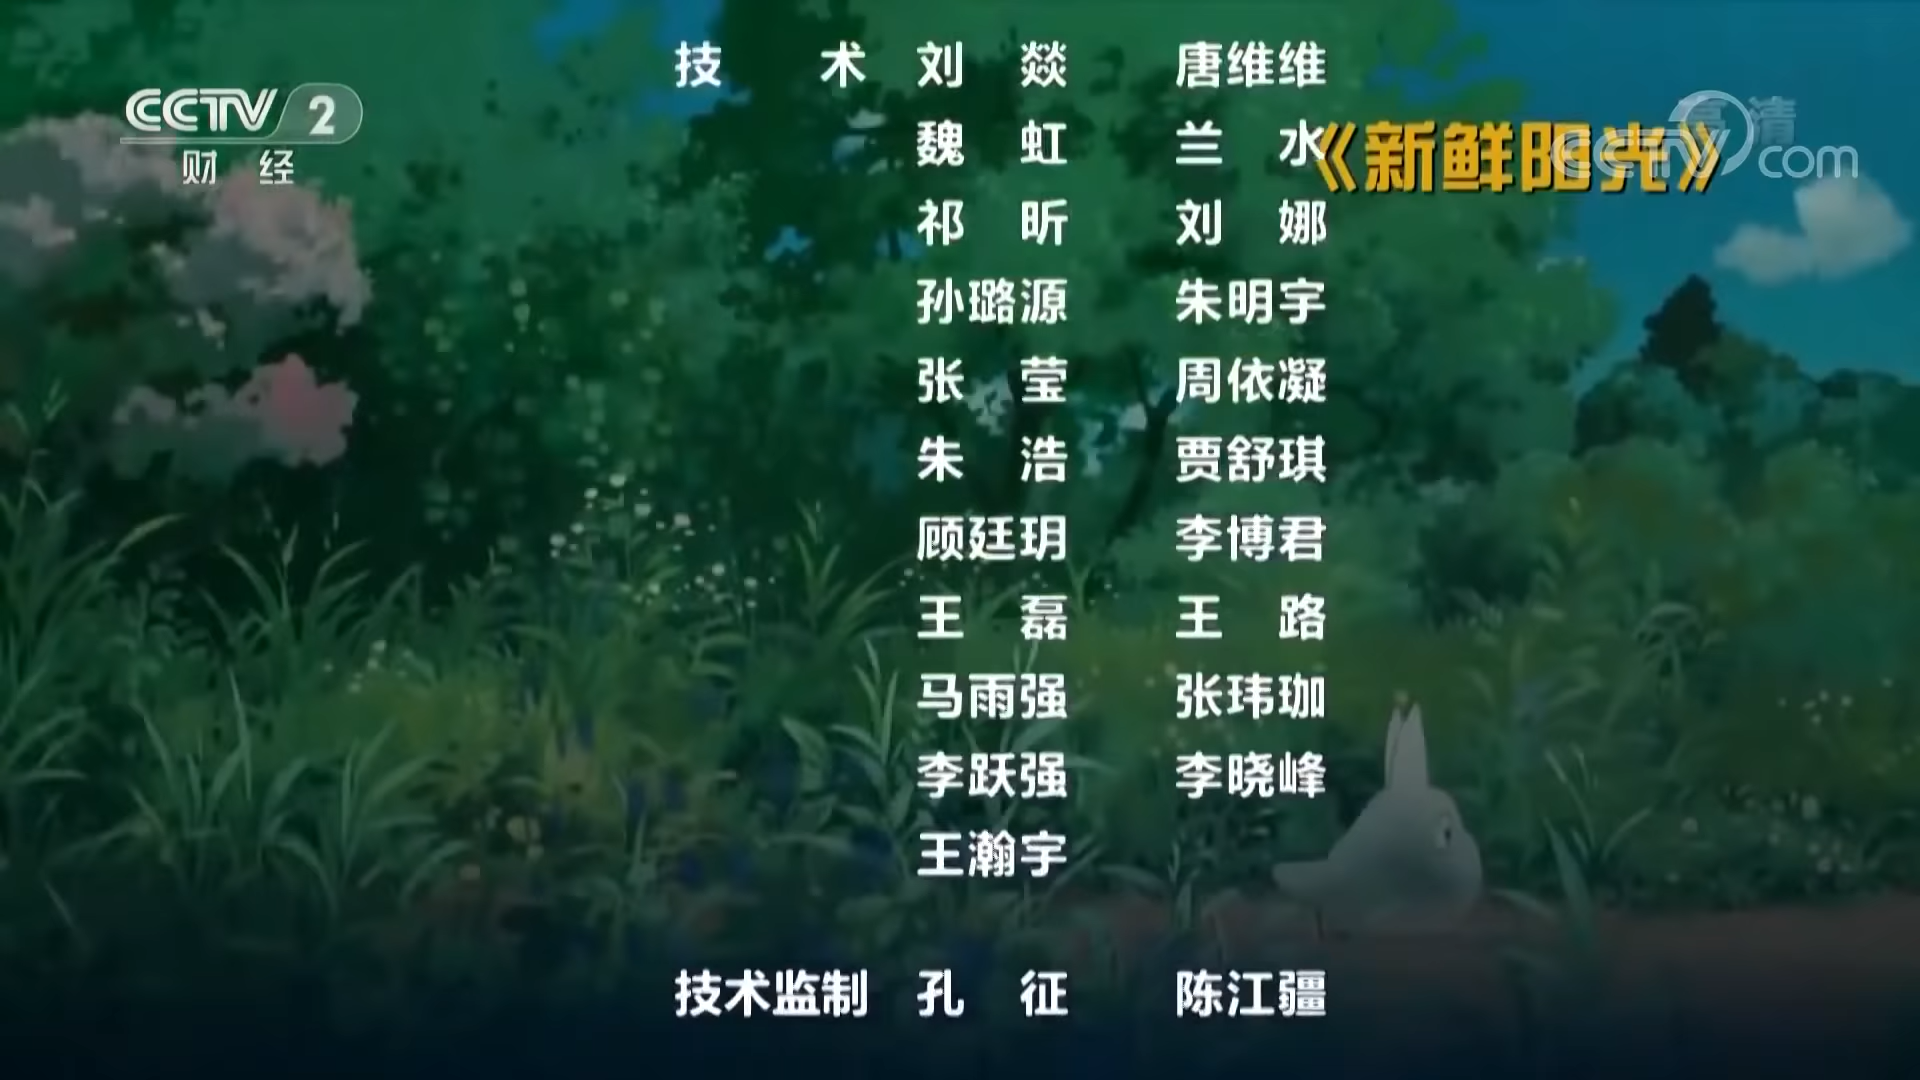 技术 刘燚 唐维维
CCTV 2
财经
高清
CCTV com
魏虹 兰水
《新鲜阳光》
祁昕 刘娜
孙璐源 朱明宇
张莹 周依凝
朱浩 贾舒琪
顾廷玥 李博君
王磊 王路
马雨强 张玮珈
李跃强 李晓峰
王瀚宇
技术监制 孔征 陈江疆